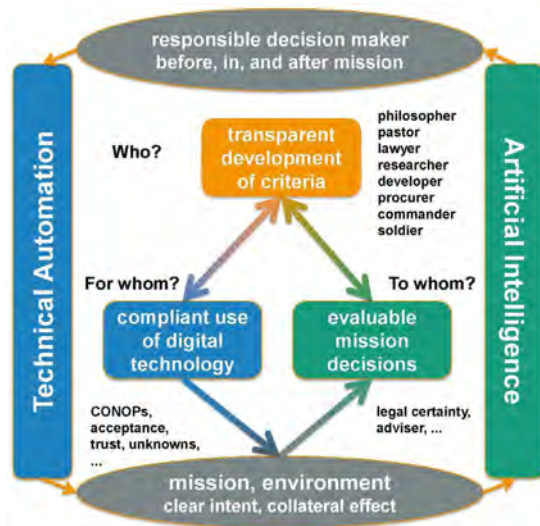 responsible decision maker
before, in, and after mission
Technical Automation
Artificial Intelligence
Who?
transparent
development
of criteria
philosopher
pastor
lawyer
researcher
developer
procurer
commander
soldier
For whom?
To whom?
compliant use
of digital
technology
evaluable
mission
decisions
CONOPs,
acceptance,
trust, unknowns,
...
legal certainty,
adviser, ...
mission, environment
clear intent, collateral effect